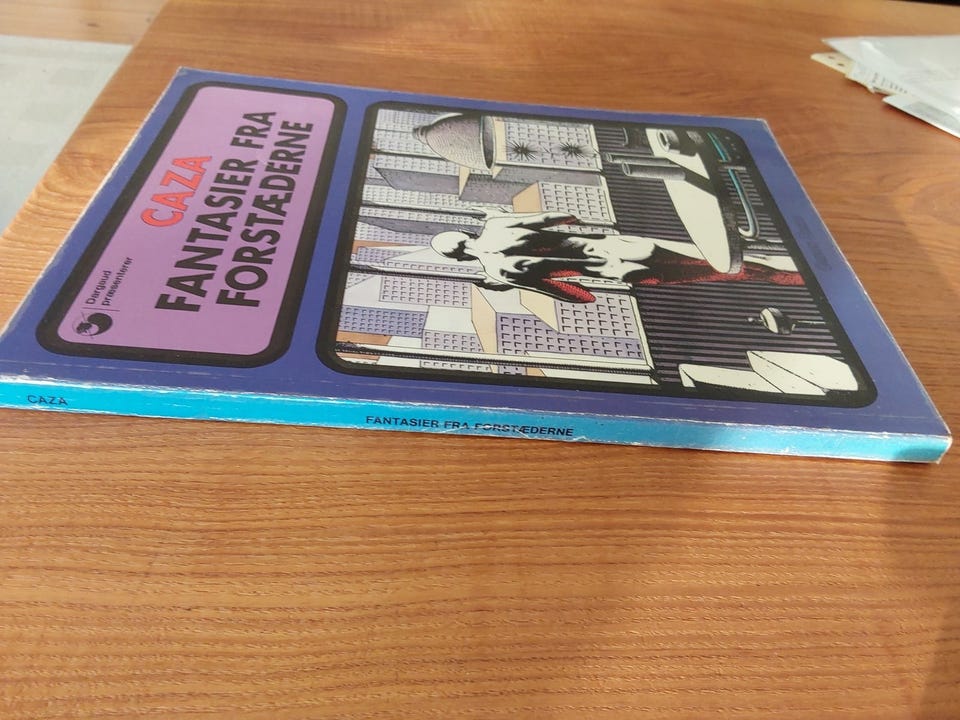 Dargaud
præsenterer
CAZA
FANTASIER FRA
FORSTÆDERNE
CAZA
FANTASIER FRA FORSTÆDERNE